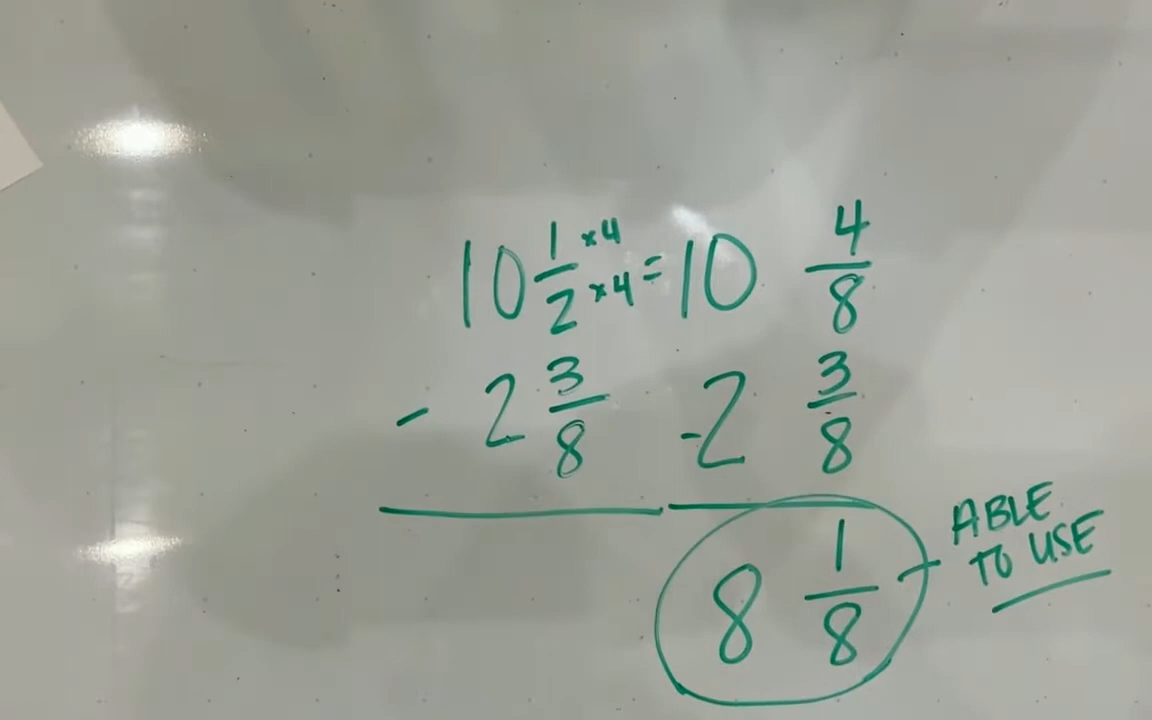 10 1/2 ×4/×4 = 10 4/8
- 2 3/8 -2 3/8
8 1/8 - ABLE
TO USE